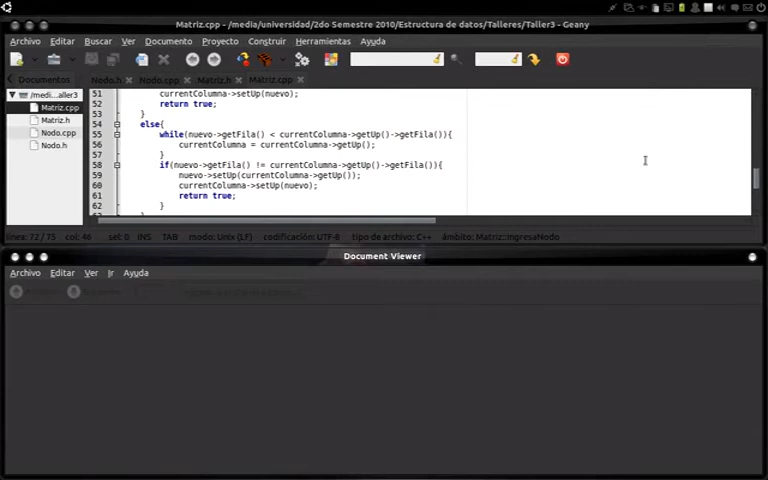 Matriz.cpp - /media/universidad/2do Semestre 2010/Estructura de datos/Talleres/Taller3 - Geany
Archivo Editar Buscar Ver Documento Proyecto Construir Herramientas Ayuda
Documentos Nodo.h Nodo.cpp Matriz.h Matriz.cpp
/medi...aller3
Matriz.cpp
Matriz.h
Nodo.cpp
Nodo.h
51 currentColumna->setUp(nuevo);
52 return true;
53 }
54 else{
55 while(nuevo->getFila() < currentColumna->getUp()->getFila()){
56 currentColumna = currentColumna->getUp();
57 }
58 if(nuevo->getFila() != currentColumna->getUp()->getFila()){
59 nuevo->setUp(currentColumna->getUp());
60 currentColumna->setUp(nuevo);
61 return true;
62 }
línea: 72 / 75 col: 46 sel: 0 INS TAB modo: Unix (LF) codificación: UTF-8 tipo de archivo: C++ ámbito: Matriz::IngresaNodo
Document Viewer
Archivo Editar Ver Ir Ayuda